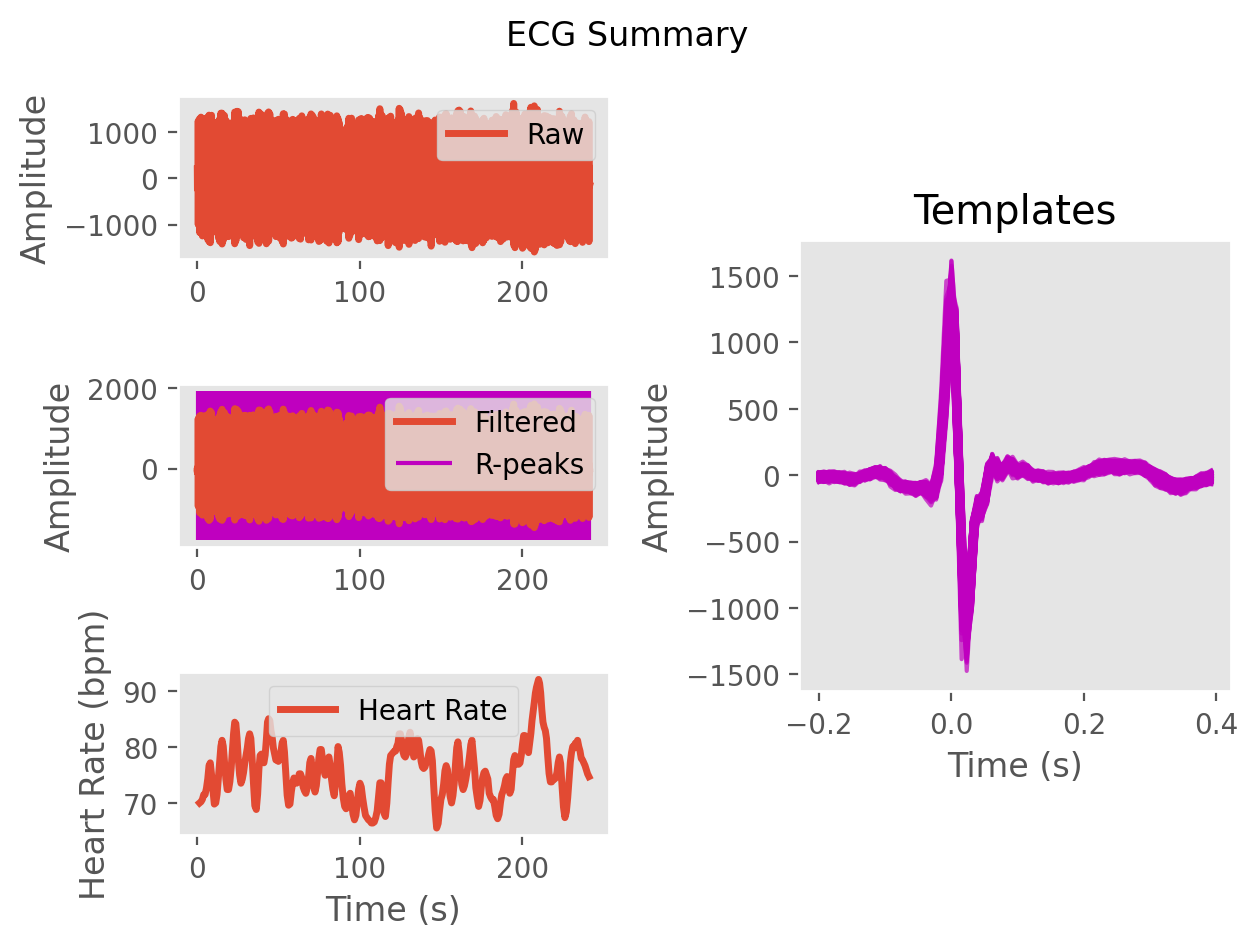 ECG Summary
Amplitude
1000
0
−1000
Raw
0 100 200
Amplitude
2000
0
Filtered
R-peaks
0 100 200
Heart Rate (bpm)
90
80
70
Heart Rate
0 100 200
Time (s)
Templates
Amplitude
1500
1000
500
0
−500
−1000
−1500
−0.2 0.0 0.2 0.4
Time (s)